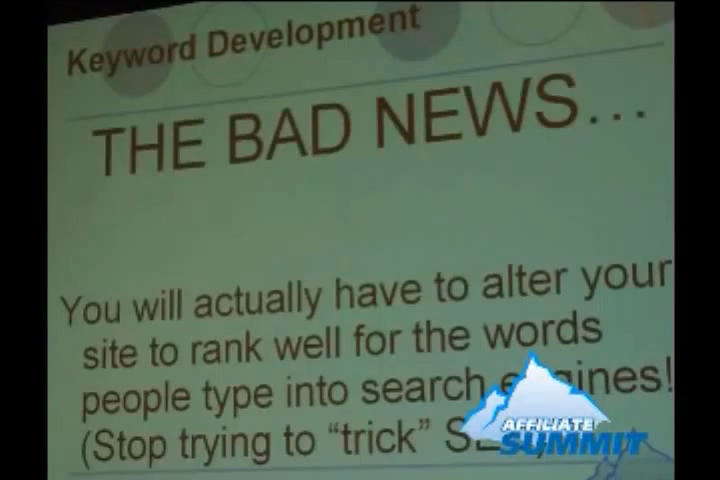 Keyword Development
THE BAD NEWS...
You will actually have to alter your
site to rank well for the words
people type into search engines!
(Stop trying to “trick”
AFFILIATE
SUMMIT